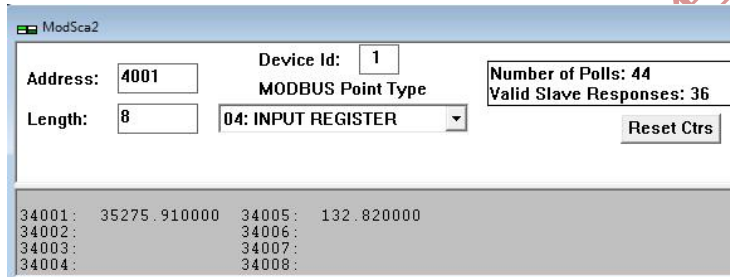 ModSca2
Address: 4001
Device Id: 1
MODBUS Point Type
Length: 8
04: INPUT REGISTER
Number of Polls: 44
Valid Slave Responses: 36
Reset Ctrs
34001: 35275.910000 34005: 132.820000
34002: 34006:
34003: 34007:
34004: 34008: